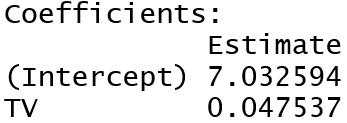 Coefficients:
Estimate
(Intercept) 7.032594
TV 0.047537